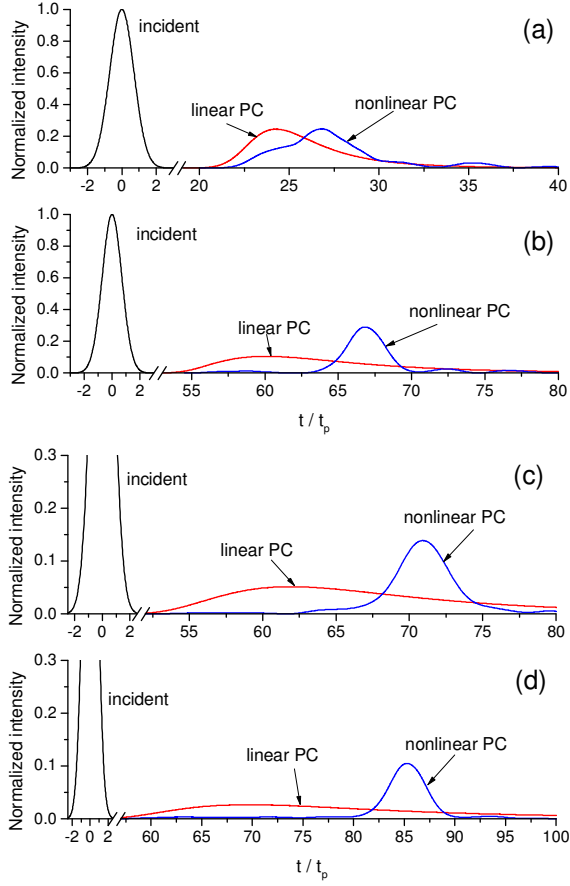 Normalized intensity
1.0
0.8
0.6
0.4
0.2
0.0
incident
linear PC
nonlinear PC
(a)
-2 0 2 20 25 30 35 40
Normalized intensity
1.0
0.8
0.6
0.4
0.2
0.0
incident
linear PC
nonlinear PC
(b)
-2 0 2 55 60 65 70 75 80
t / tp
Normalized intensity
0.3
0.2
0.1
0.0
incident
linear PC
nonlinear PC
(c)
-2 0 2 55 60 65 70 75 80
Normalized intensity
0.3
0.2
0.1
0.0
incident
linear PC
nonlinear PC
(d)
-2 0 2 60 65 70 75 80 85 90 95 100
t / tp